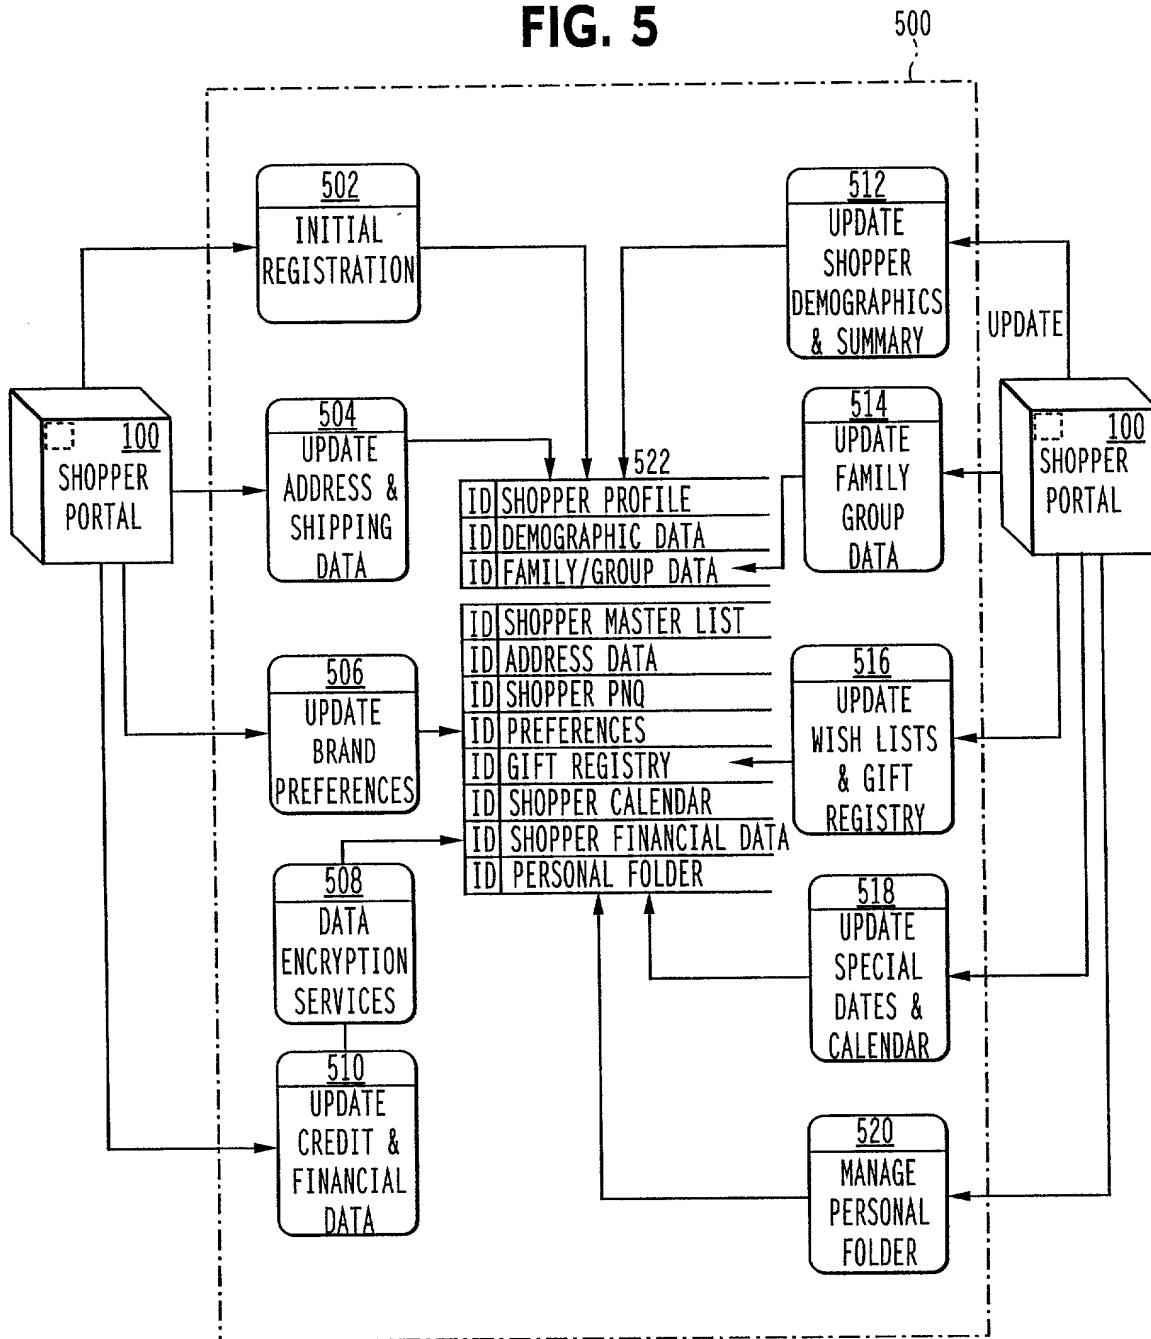 FIG. 5
500
502
INITIAL
REGISTRATION
512
UPDATE
SHOPPER
DEMOGRAPHICS
& SUMMARY
UPDATE
100
SHOPPER
PORTAL
504
UPDATE
ADDRESS &
SHIPPING
DATA
514
UPDATE
FAMILY
GROUP
DATA
100
SHOPPER
PORTAL
522
ID SHOPPER PROFILE
ID DEMOGRAPHIC DATA
ID FAMILY/GROUP DATA
ID SHOPPER MASTER LIST
ID ADDRESS DATA
ID SHOPPER PNQ
ID PREFERENCES
ID GIFT REGISTRY
ID SHOPPER CALENDAR
ID SHOPPER FINANCIAL DATA
ID PERSONAL FOLDER
506
UPDATE
BRAND
PREFERENCES
516
UPDATE
WISH LISTS
& GIFT
REGISTRY
508
DATA
ENCRYPTION
SERVICES
518
UPDATE
SPECIAL
DATES &
CALENDAR
510
UPDATE
CREDIT &
FINANCIAL
DATA
520
MANAGE
PERSONAL
FOLDER